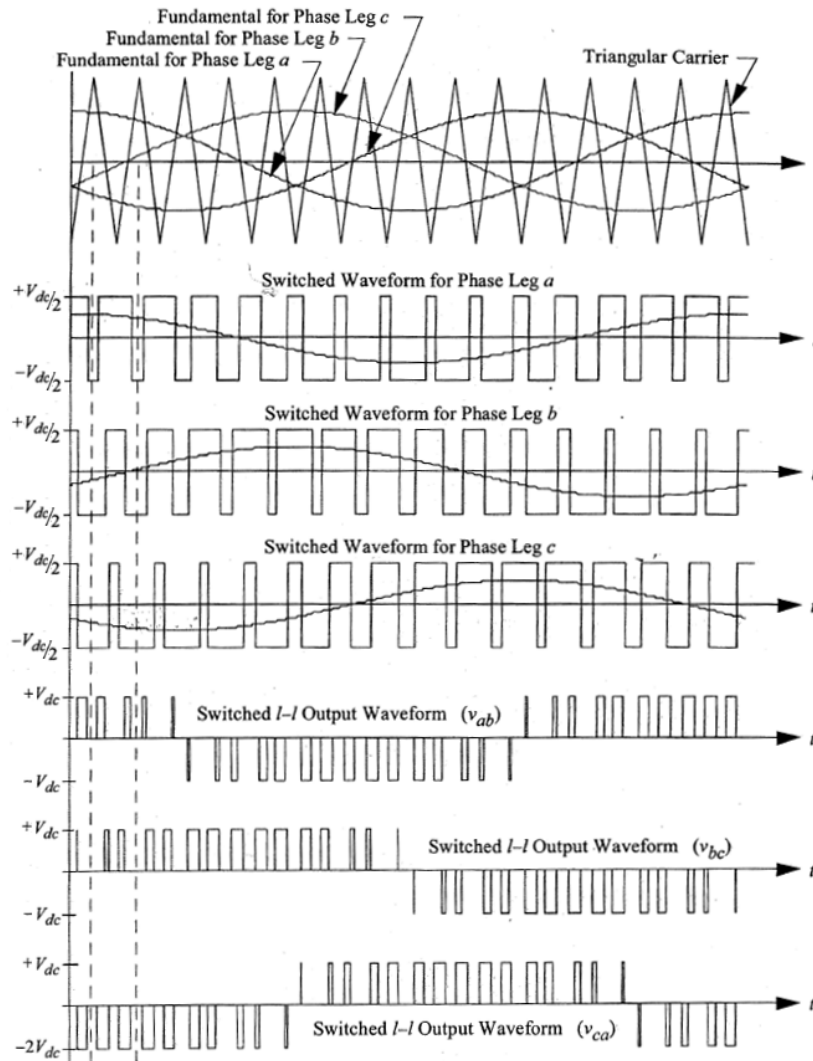 Fundamental for Phase Leg c
Fundamental for Phase Leg b
Fundamental for Phase Leg a
Triangular Carrier
Switched Waveform for Phase Leg a
+Vdc/2
−Vdc/2
Switched Waveform for Phase Leg b
+Vdc/2
−Vdc/2
t
Switched Waveform for Phase Leg c
+Vdc/2
−Vdc/2
t
+Vdc
Switched l–l Output Waveform (vab)
t
−Vdc
+Vdc
Switched l–l Output Waveform (vbc)
t
−Vdc
+Vdc
t
Switched l–l Output Waveform (vca)
−2Vdc